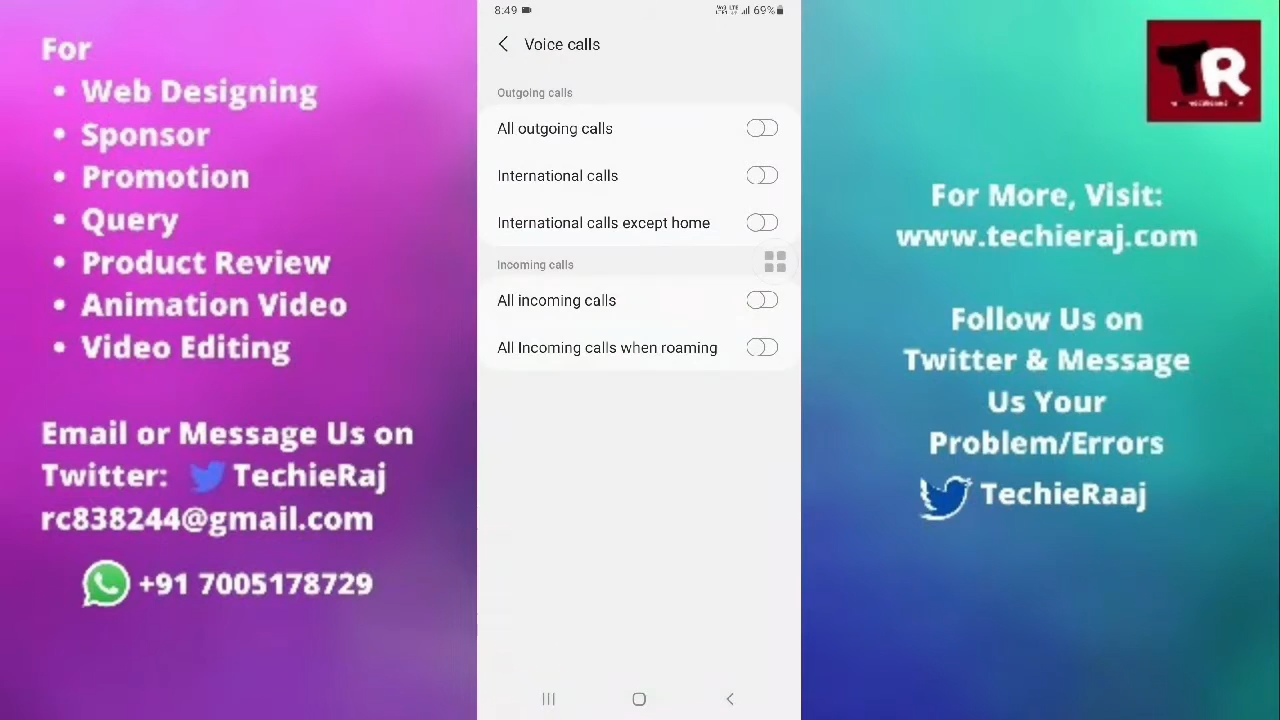 For
• Web Designing
• Sponsor
• Promotion
• Query
• Product Review
• Animation Video
• Video Editing
Email or Message Us on
Twitter: TechieRaj
rc838244@gmail.com
+91 7005178729
8:49
69%
Voice calls
Outgoing calls
All outgoing calls
International calls
International calls except home
Incoming calls
All incoming calls
All Incoming calls when roaming
TR
For More, Visit:
www.techieraj.com
Follow Us on
Twitter & Message
Us Your
Problem/Errors
TechieRaaj